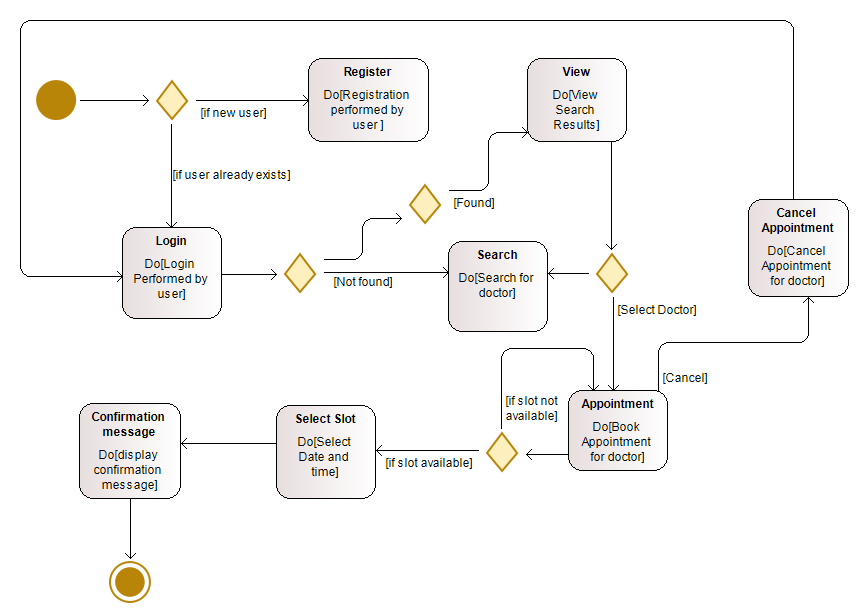 Register
Do[Registration
performed by
user ]
[if new user]
View
Do[View
Search
Results]
[if user already exists]
[Found]
Cancel
Appointment
Do[Cancel
Appointment
for doctor]
Login
Do[Login
Performed by
user]
[Not found]
Search
Do[Search for
doctor]
[Select Doctor]
[Cancel]
[if slot not
available]
Appointment
Do[Book
Appointment
for doctor]
[if slot available]
Select Slot
Do[Select
Date and
time]
Confirmation
message
Do[display
confirmation
message]